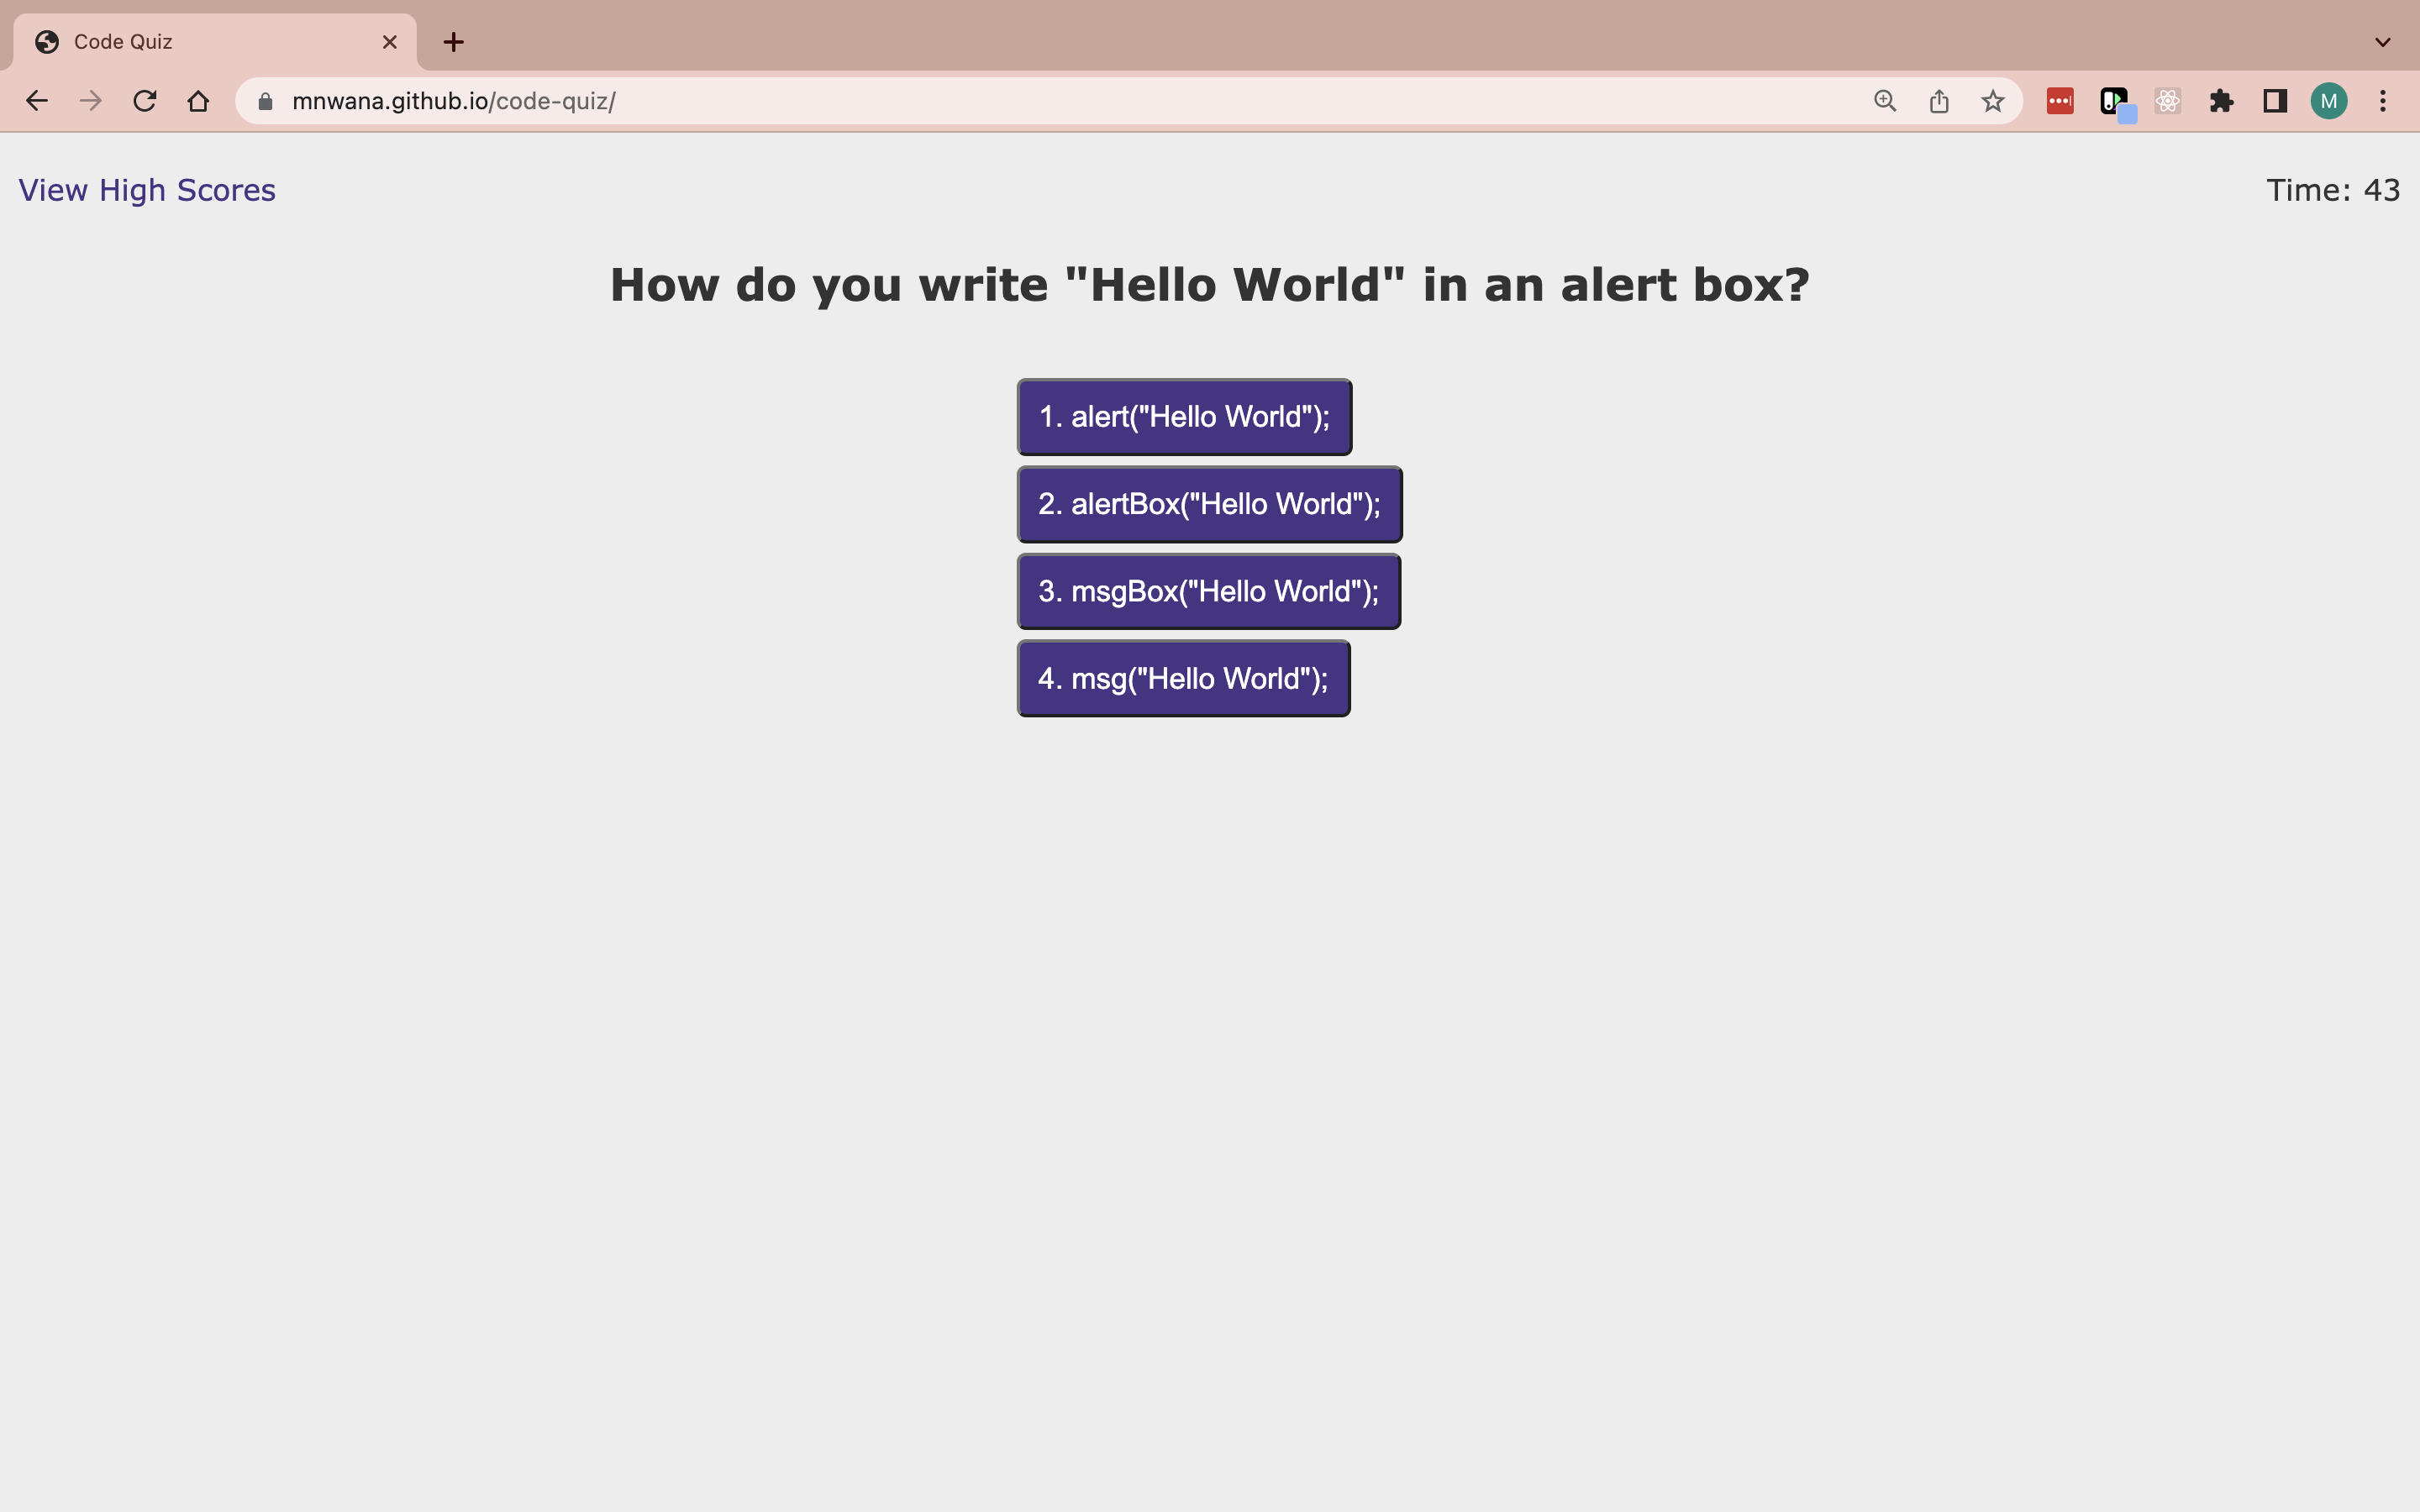 Code Quiz
mnwana.github.io/code-quiz/
M
View High Scores
Time: 43
How do you write "Hello World" in an alert box?
1. alert("Hello World");
2. alertBox("Hello World");
3. msgBox("Hello World");
4. msg("Hello World");